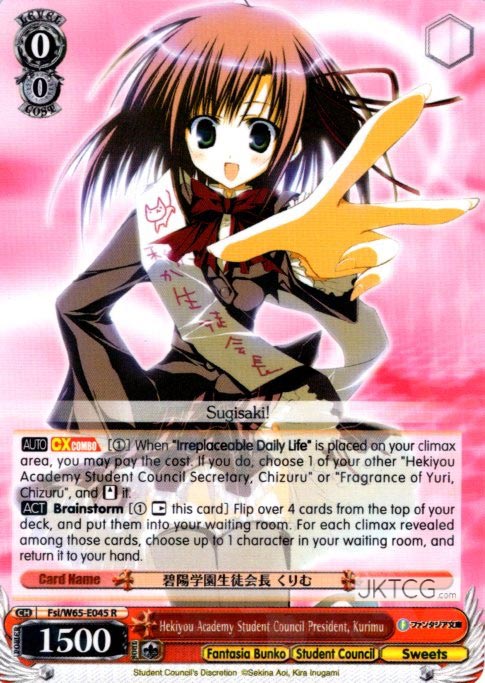 LEVEL
0
0
COST
生徒会長
Sugisaki!
AUTO CX COMBO [①] When "Irreplaceable Daily Life" is placed on your climax
area, you may pay the cost. If you do, choose 1 of your other "Hekiyou
Academy Student Council Secretary, Chizuru" or "Fragrance of Yuri,
Chizuru", and it.
ACT Brainstorm [① this card] Flip over 4 cards from the top of your
deck, and put them into your waiting room. For each climax revealed
among those cards, choose up to 1 character in your waiting room, and
return it to your hand.
Card Name 碧陽学園生徒会長 くりむ
JKTCG.com
CH Fsi/W65-E045 R
Hekiyou Academy Student Council President, Kurimu
ファンタジア文庫
POWER 1500
Fantasia Bunko Student Council Sweets
Student Council's Discretion ©Sekina Aoi, Kira Inugami